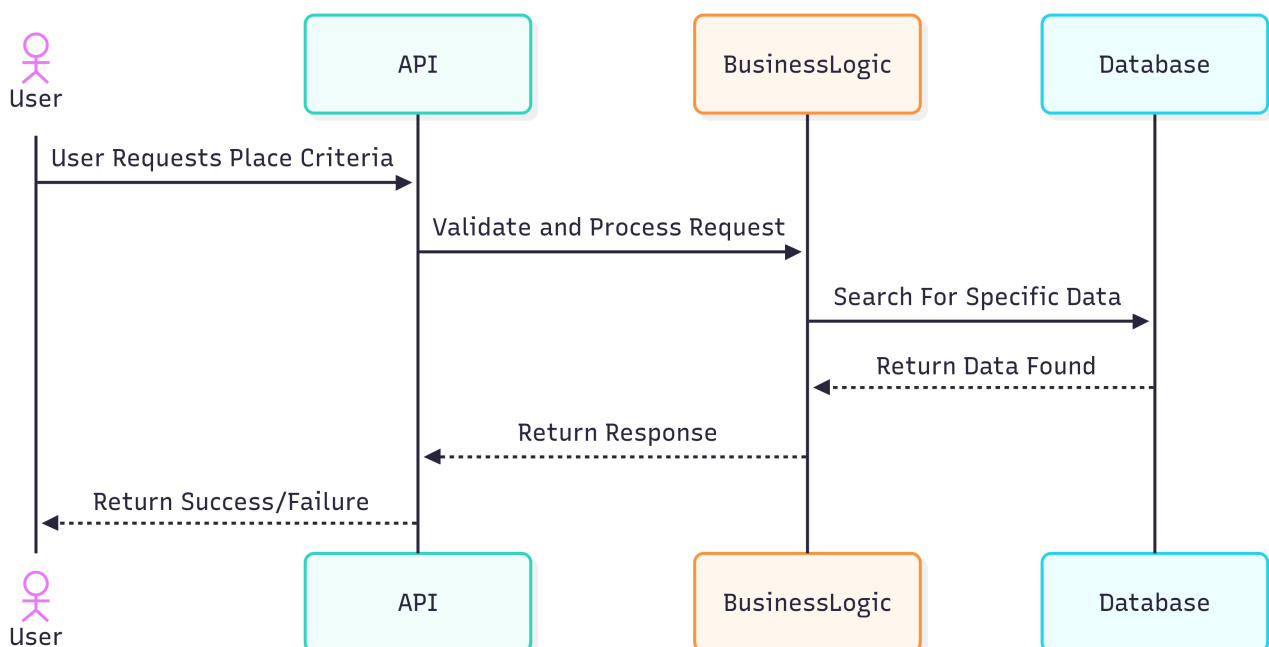 User
API
BusinessLogic
Database
User Requests Place Criteria
Validate and Process Request
Search For Specific Data
Return Data Found
Return Response
Return Success/Failure
User
API
BusinessLogic
Database